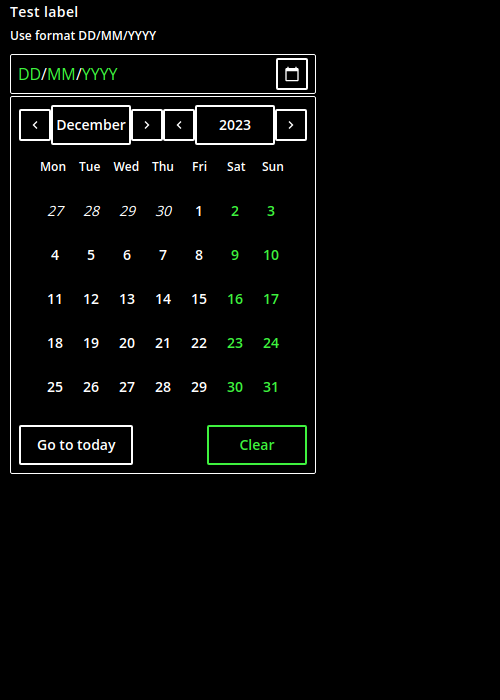 Test label
Use format DD/MM/YYYY
DD/MM/YYYY
December 2023
Mon Tue Wed Thu Fri Sat Sun
27 28 29 30 1 2 3
4 5 6 7 8 9 10
11 12 13 14 15 16 17
18 19 20 21 22 23 24
25 26 27 28 29 30 31
Go to today Clear